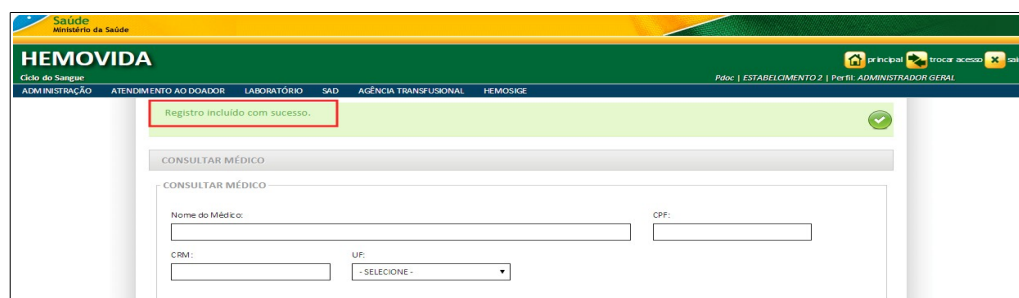 Saúde
Ministério da Saúde
HEMOVIDA
principal trocar acesso sai
Ciclo do Sangue
Pdoc | ESTABELCIMENTO 2 | Perfil: ADMINISTRADOR GERAL
ADMINISTRAÇÃO ATENDIMENTO AO DOADOR LABORATÓRIO SAD AGÊNCIA TRANSFUSIONAL HEMOSIGE
Registro incluído com sucesso.
CONSULTAR MÉDICO
CONSULTAR MÉDICO
Nome do Médico: CPF:
CRM: UF:
- SELECIONE -